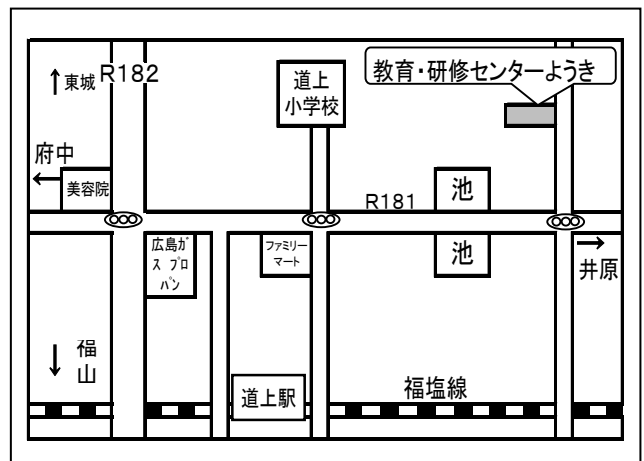 東城
R182
道上
小学校
教育・研修センターようき
府中
美容院
R181
池
広島ガ
ス プロ
パン
ファミリー
マート
池
井原
福
山
福塩線
道上駅